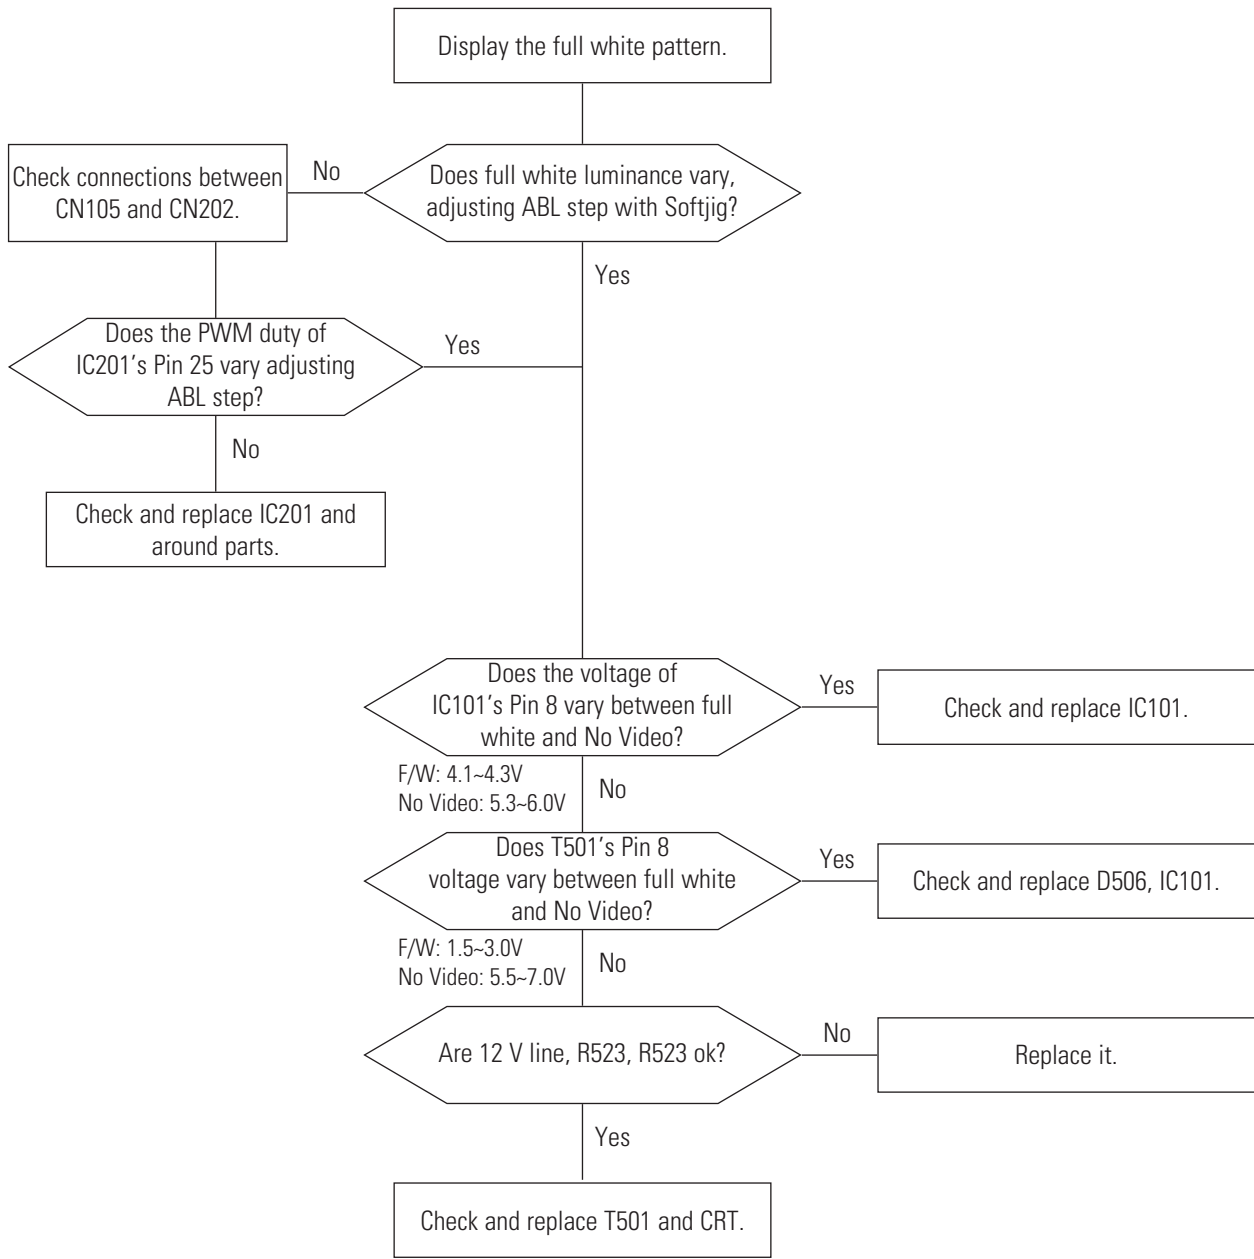 Display the full white pattern.
Does full white luminance vary,
adjusting ABL step with Softjig?
No
Check connections between
CN105 and CN202.
Yes
Does the PWM duty of
IC201's Pin 25 vary adjusting
ABL step?
Yes
No
Check and replace IC201 and
around parts.
Does the voltage of
IC101's Pin 8 vary between full
white and No Video?
Yes
Check and replace IC101.
F/W: 4.1~4.3V
No Video: 5.3~6.0V
No
Does T501's Pin 8
voltage vary between full white
and No Video?
Yes
Check and replace D506, IC101.
F/W: 1.5~3.0V
No Video: 5.5~7.0V
No
Are 12 V line, R523, R523 ok?
No
Replace it.
Yes
Check and replace T501 and CRT.